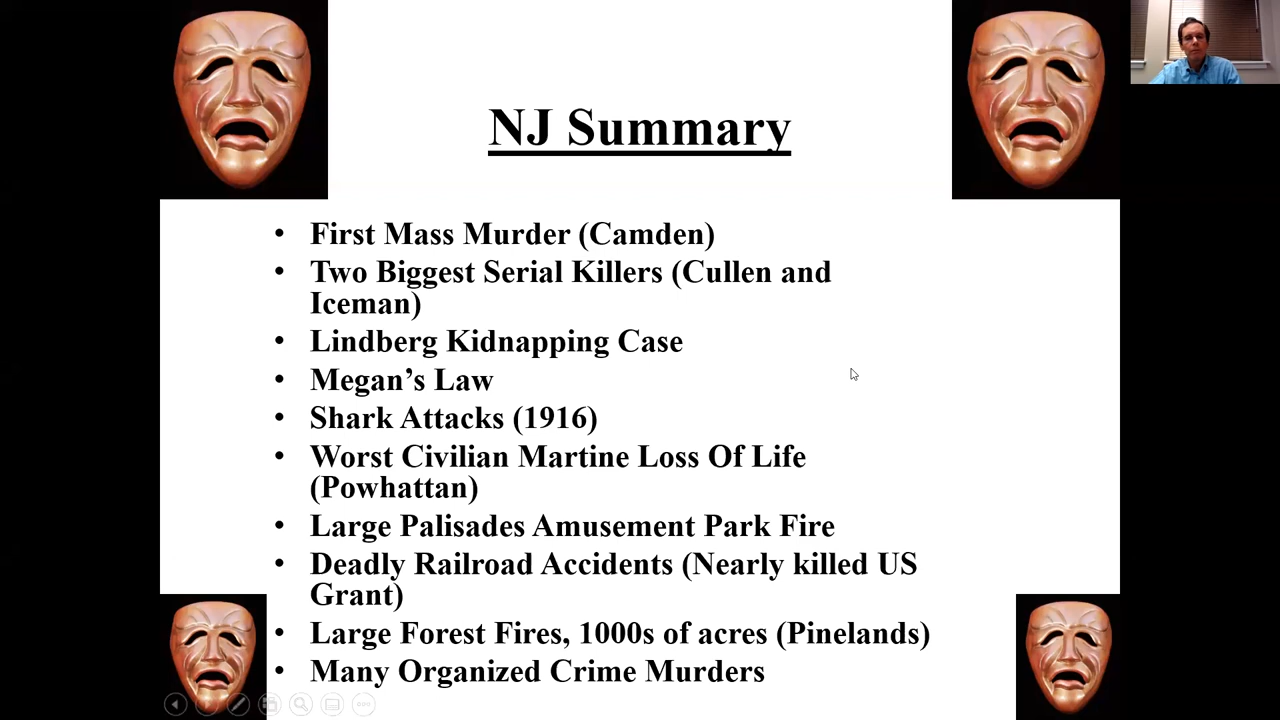 NJ Summary
• First Mass Murder (Camden)
• Two Biggest Serial Killers (Cullen and
Iceman)
• Lindberg Kidnapping Case
• Megan’s Law
• Shark Attacks (1916)
• Worst Civilian Martine Loss Of Life
(Powhattan)
• Large Palisades Amusement Park Fire
• Deadly Railroad Accidents (Nearly killed US
Grant)
• Large Forest Fires, 1000s of acres (Pinelands)
• Many Organized Crime Murders